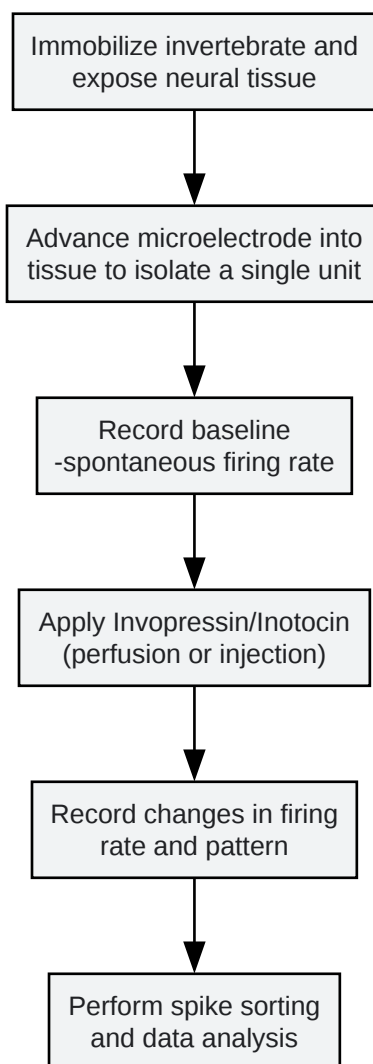 Immobilize invertebrate and
expose neural tissue
Advance microelectrode into
tissue to isolate a single unit
Record baseline
-spontaneous firing rate
Apply Invopressin/Inotocin
(perfusion or injection)
Record changes in firing
rate and pattern
Perform spike sorting
and data analysis